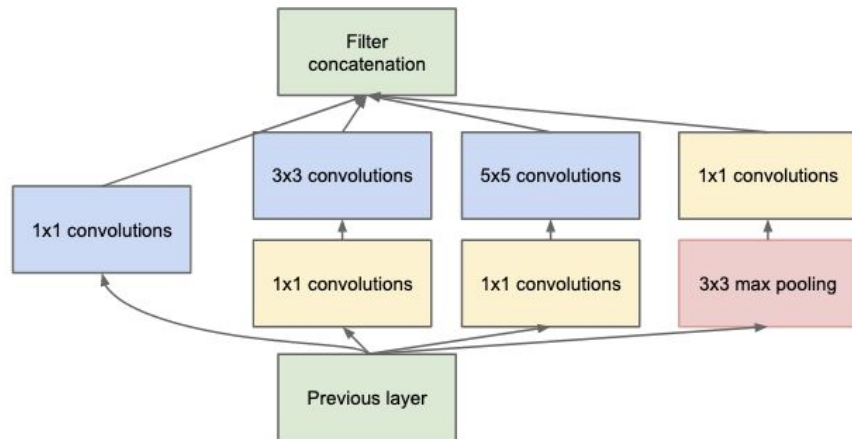 Filter
concatenation
3x3 convolutions
5x5 convolutions
1x1 convolutions
1x1 convolutions
1x1 convolutions
1x1 convolutions
3x3 max pooling
Previous layer